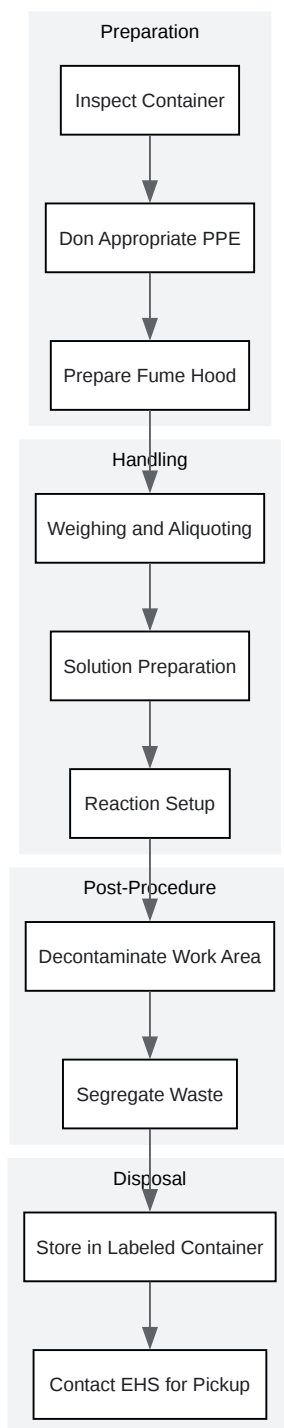 Preparation
Inspect Container
Don Appropriate PPE
Prepare Fume Hood
Handling
Weighing and Aliquoting
Solution Preparation
Reaction Setup
Post-Procedure
Decontaminate Work Area
Segregate Waste
Disposal
Store in Labeled Container
Contact EHS for Pickup